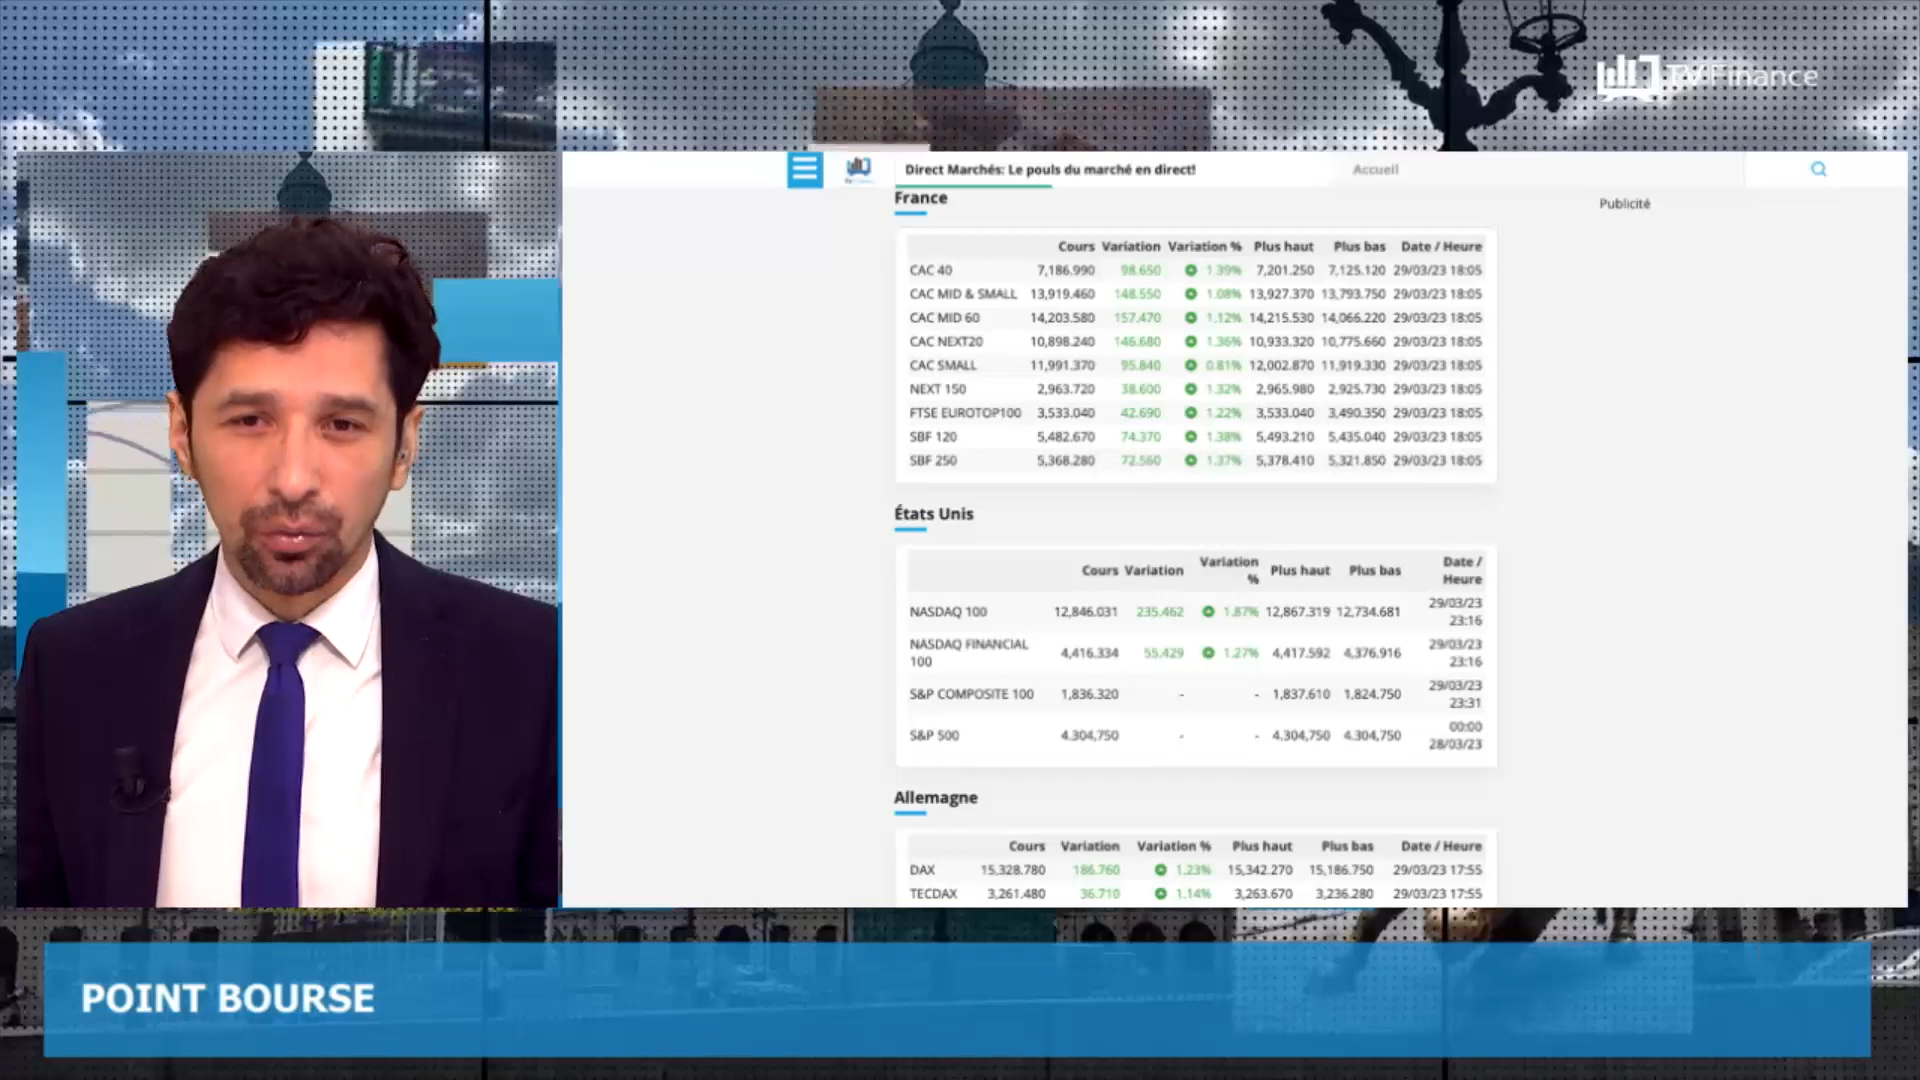 TV Finance
Direct Marchés: Le pouls du marché en direct!
Accueil
France
Publicité
Cours Variation Variation % Plus haut Plus bas Date / Heure
CAC 40 7,186.990 98.650 1.39% 7,201.250 7,125.120 29/03/23 18:05
CAC MID & SMALL 13,919.460 148.550 1.08% 13,927.370 13,793.750 29/03/23 18:05
CAC MID 60 14,203.580 157.470 1.12% 14,215.530 14,066.220 29/03/23 18:05
CAC NEXT20 10,898.240 146.680 1.36% 10,933.320 10,775.660 29/03/23 18:05
CAC SMALL 11,991.370 95.840 0.81% 12,002.870 11,919.330 29/03/23 18:05
NEXT 150 2,963.720 38.600 1.32% 2,965.980 2,925.730 29/03/23 18:05
FTSE EUROTOP100 3,533.040 42.690 1.22% 3,533.040 3,490.350 29/03/23 18:05
SBF 120 5,482.670 74.370 1.38% 5,493.210 5,435.040 29/03/23 18:05
SBF 250 5,368.280 72.560 1.37% 5,378.410 5,321.850 29/03/23 18:05
États Unis
Cours Variation Variation % Plus haut Plus bas Date / Heure
NASDAQ 100 12,846.031 235.462 1.87% 12,867.319 12,734.681 29/03/23 23:16
NASDAQ FINANCIAL 100 4,416.334 55.429 1.27% 4,417.592 4,376.916 29/03/23 23:16
S&P COMPOSITE 100 1,836.320 - - 1,837.610 1,824.750 29/03/23 23:31
S&P 500 4.304,750 - - 4.304,750 4.304,750 00:00 28/03/23
Allemagne
Cours Variation Variation % Plus haut Plus bas Date / Heure
DAX 15,328.780 186.760 1.23% 15,342.270 15,186.750 29/03/23 17:55
TECDAX 3,261.480 36.710 1.14% 3,263.670 3,236.280 29/03/23 17:55
POINT BOURSE